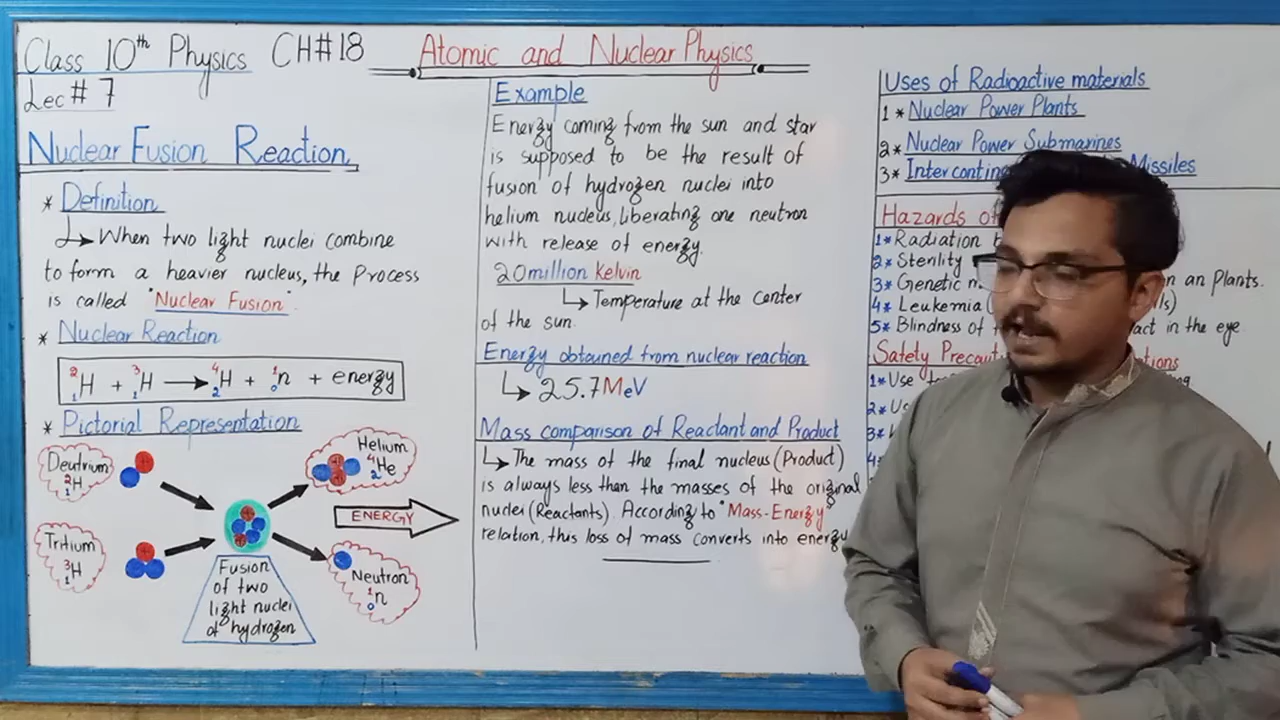 Class 10th Physics CH#18
Lec # 7
Atomic and Nuclear Physics
Nuclear Fusion Reaction
* Definition
When two light nuclei combine
to form a heavier nucleus, the Process
is called "Nuclear Fusion".
* Nuclear Reaction
²₁H + ³₁H → ⁴₂H + ¹₀n + energy
* Pictorial Representation
Deutrium
²₁H
Tritium
³₁H
Fusion
of two
light nuclei
of hydrogen
Helium
⁴₂He
ENERGY
Neutron
¹₀n
Example
Energy coming from the sun and star
is supposed to be the result of
fusion of hydrogen nuclei into
helium nucleus, liberating one neutron
with release of energy.
20million Kelvin
Temperature at the center
of the sun.
Energy obtained from nuclear reaction
25.7MeV
Mass comparison of Reactant and Product
The mass of the final nucleus (Product)
is always less than the masses of the original
nuclei (Reactants). According to "Mass-Energy"
relation, this loss of mass converts into energy
Uses of Radioactive materials
1* Nuclear Power Plants
2* Nuclear Power Submarines
3* Missiles
Hazards of
1* Radiation
2* Sterility
3* Genetic an Plants.
4* Leukemia
5* Blindness of in the eye
Safety
1* Use
2*
3*
4*